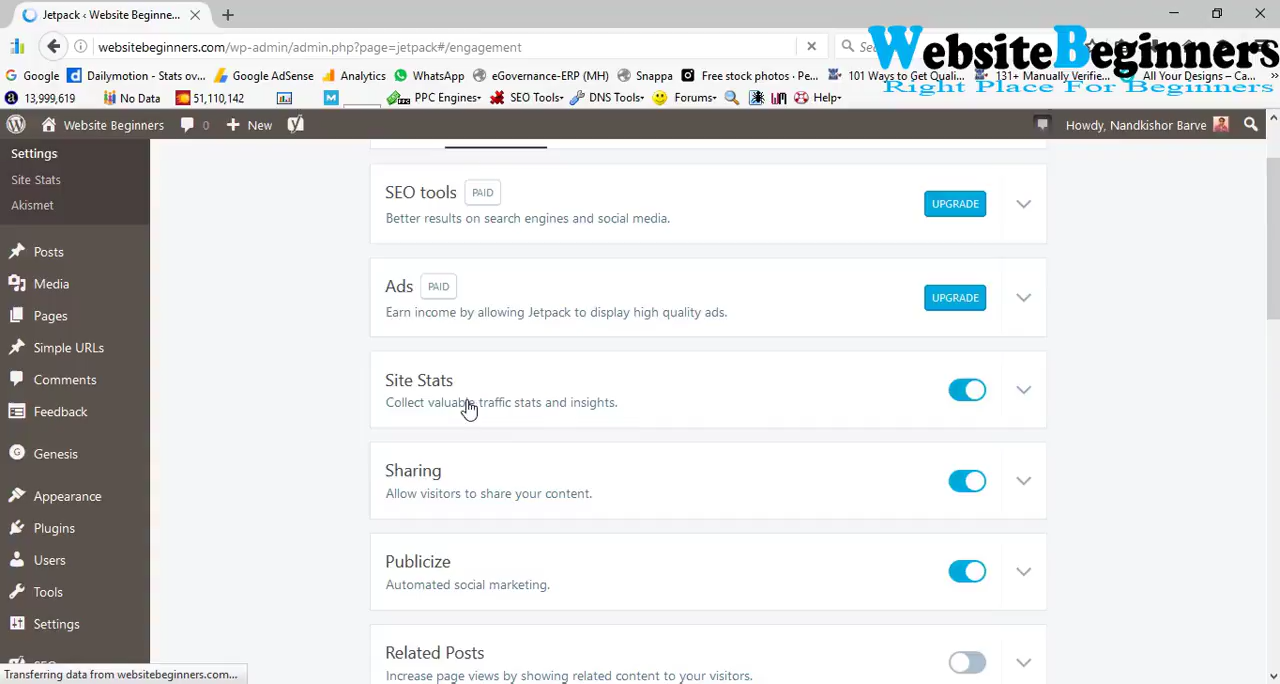 Jetpack ‹ Website Beginne...
websitebeginners.com/wp-admin/admin.php?page=jetpack#/engagement
WebsiteBeginners
Right Place For Beginners
Google Dailymotion - Stats ov... Google AdSense Analytics WhatsApp eGovernance-ERP (MH) Snappa Free stock photos · Pe... 101 Ways to Get Quali... 131+ Manually Verifie... All Your Designs – Ca...
13,999,619 No Data 51,110,142 PPC Engines SEO Tools DNS Tools Forums Help
Website Beginners 0 New Howdy, Nandkishor Barve
Settings
Site Stats
Akismet
Posts
Media
Pages
Simple URLs
Comments
Feedback
Genesis
Appearance
Plugins
Users
Tools
Settings
SEO tools PAID UPGRADE
Better results on search engines and social media.
Ads PAID UPGRADE
Earn income by allowing Jetpack to display high quality ads.
Site Stats
Collect valuable traffic stats and insights.
Sharing
Allow visitors to share your content.
Publicize
Automated social marketing.
Related Posts
Increase page views by showing related content to your visitors.
Transferring data from websitebeginners.com...